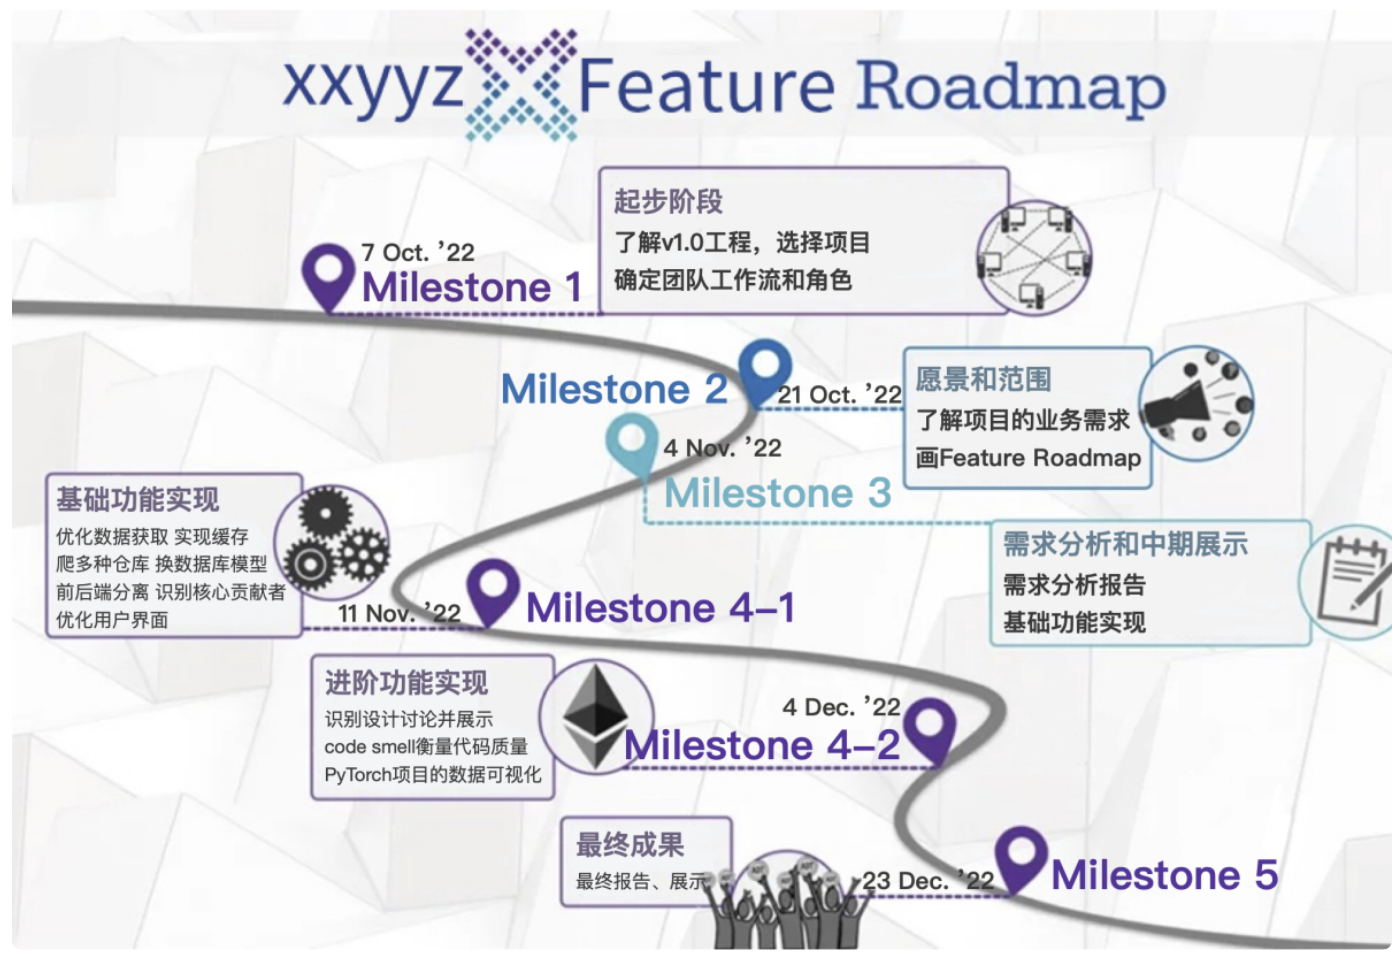 xxyyz Feature Roadmap
7 Oct. ’22
Milestone 1
起步阶段
了解v1.0工程，选择项目
确定团队工作流和角色
Milestone 2
21 Oct. ’22
愿景和范围
了解项目的业务需求
画Feature Roadmap
4 Nov. ’22
Milestone 3
需求分析和中期展示
需求分析报告
基础功能实现
基础功能实现
优化数据获取 实现缓存
爬多种仓库 换数据库模型
前后端分离 识别核心贡献者
优化用户界面
11 Nov. ’22
Milestone 4–1
进阶功能实现
识别设计讨论并展示
code smell衡量代码质量
PyTorch项目的数据可视化
4 Dec. ’22
Milestone 4–2
最终成果
最终报告、展示
23 Dec. ’22
Milestone 5